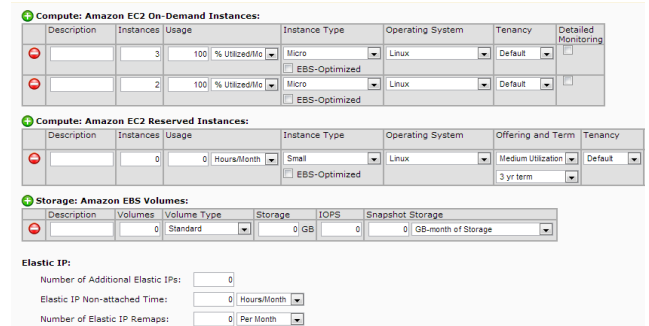 Compute: Amazon EC2 On-Demand Instances:
Description Instances Usage Instance Type Operating System Tenancy Detailed Monitoring
3 100 % Utilized/Mo Micro Linux Default
EBS-Optimized
2 100 % Utilized/Mo Micro Linux Default
EBS-Optimized
Compute: Amazon EC2 Reserved Instances:
Description Instances Usage Instance Type Operating System Offering and Term Tenancy
0 0 Hours/Month Small Linux Medium Utilization Default
EBS-Optimized 3 yr term
Storage: Amazon EBS Volumes:
Description Volumes Volume Type Storage IOPS Snapshot Storage
0 Standard 0 GB 0 0 GB-month of Storage
Elastic IP:
Number of Additional Elastic IPs: 0
Elastic IP Non-attached Time: 0 Hours/Month
Number of Elastic IP Remaps: 0 Per Month